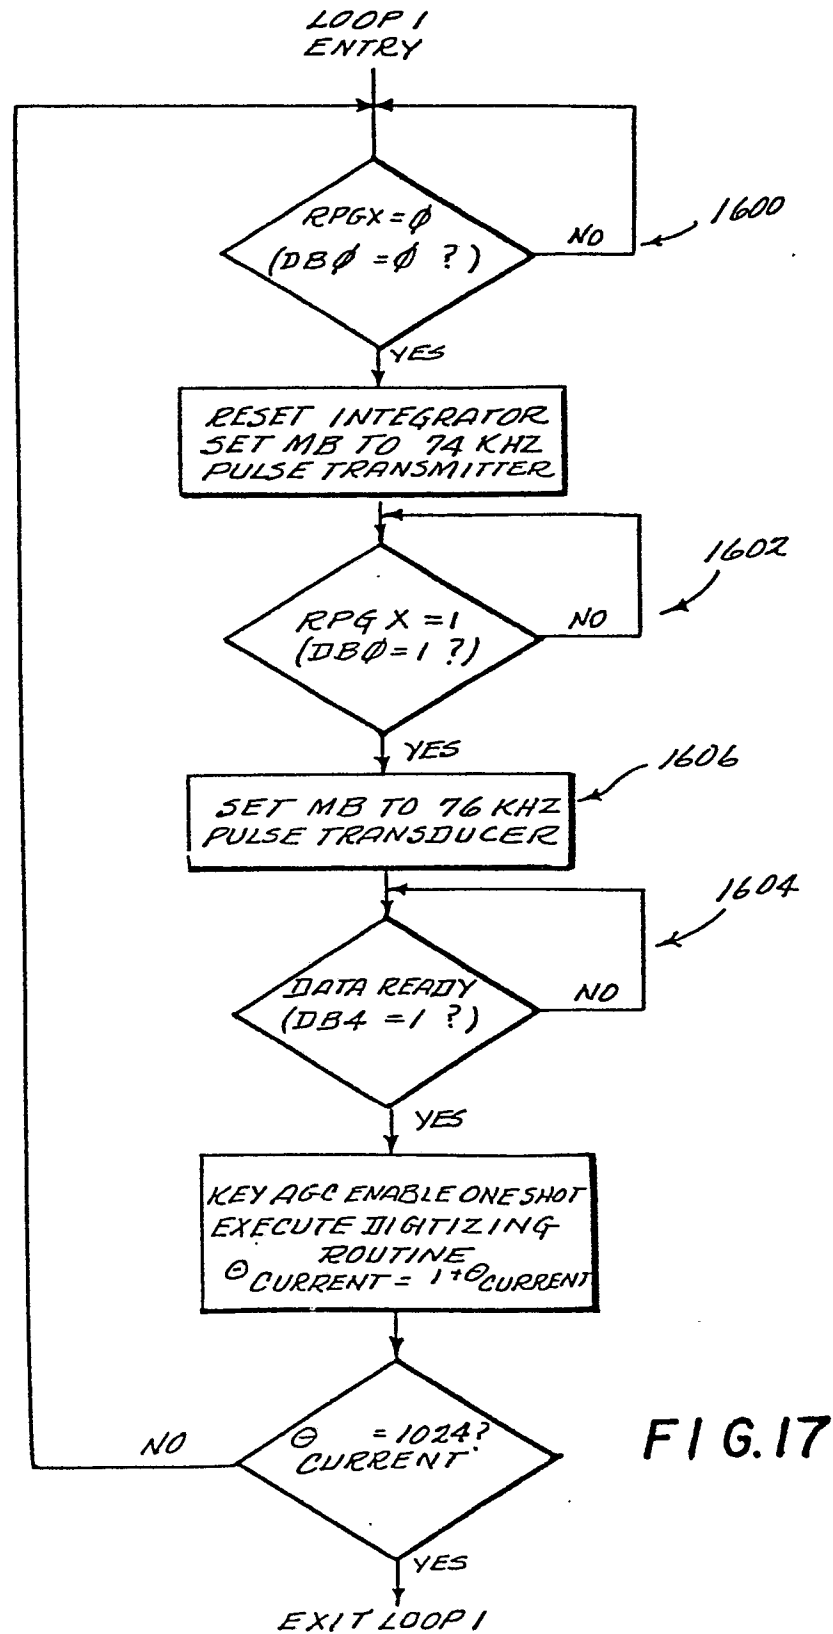 LOOP 1
ENTRY
RPGX=φ
(DBφ =φ ?)
NO
1600
YES
RESET INTEGRATOR
SET MB TO 74 KHZ
PULSE TRANSMITTER
1602
RPG X =1
(DBφ=1 ?)
NO
YES
1606
SET MB TO 76 KHZ
PULSE TRANSDUCER
1604
DATA READY
(DB4 =1 ?)
NO
YES
KEY AGC ENABLE ONE SHOT
EXECUTE DIGITIZING
ROUTINE
Θ CURRENT = 1+Θ CURRENT
NO
Θ =1024?
CURRENT
FIG.17
YES
EXIT LOOP 1